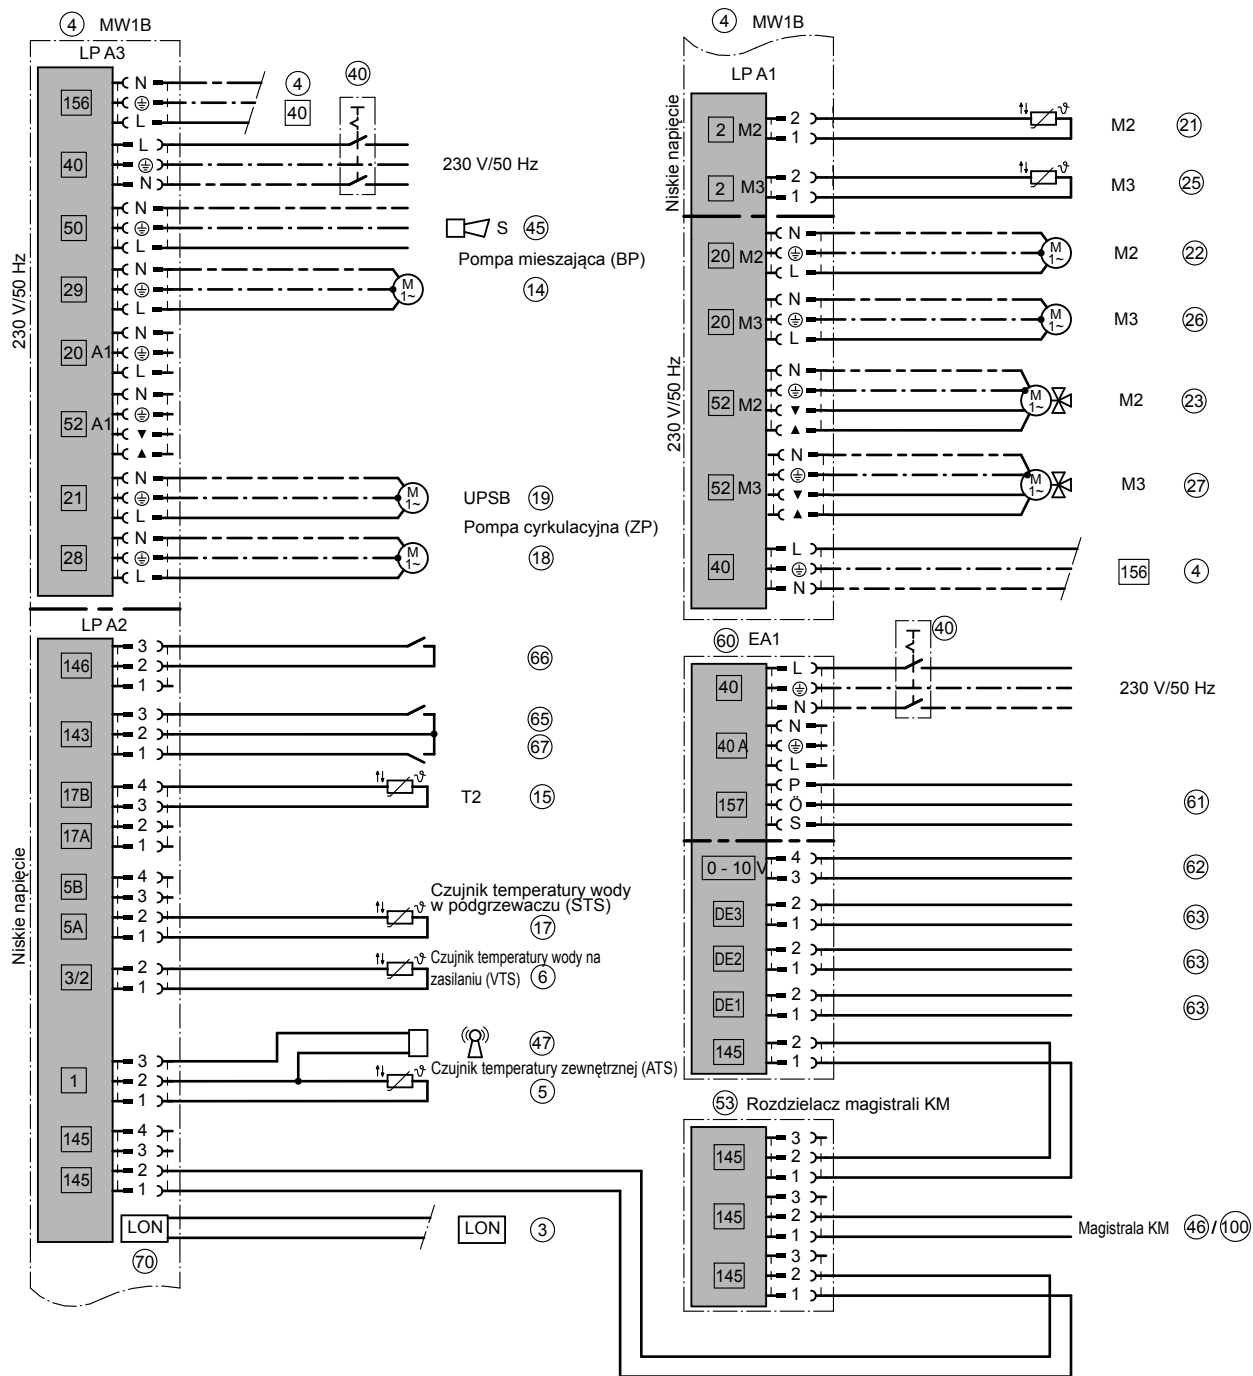 4 MW1B
LP A3
230 V/50 Hz
156 N
L
4
40
40
40 L
N
230 V/50 Hz
50 N
L
S 45
Pompa mieszająca (BP)
29 N
L
M
1~
14
20 A1 N
L
52 A1 N
▼
▲
21 N
L
M
1~
UPSB 19
Pompa cyrkulacyjna (ZP)
28 N
L
M
1~
18
LP A2
Niskie napięcie
146 3
2
1
66
143 3
2
1
65
67
17B 4
3
ϑ
T2 15
17A 2
1
5B 4
3
5A 2
1
ϑ
Czujnik temperatury wody
w podgrzewaczu (STS)
17
3/2 2
1
ϑ
Czujnik temperatury wody na
zasilaniu (VTS) 6
47
1 3
2
1
ϑ
Czujnik temperatury zewnętrznej (ATS)
5
145 4
3
145 2
1
LON
LON 3
70
4 MW1B
LP A1
Niskie napięcie
2 M2 2
1
ϑ
M2 21
2 M3 2
1
ϑ
M3 25
230 V/50 Hz
20 M2 N
L
M
1~
M2 22
20 M3 N
L
M
1~
M3 26
52 M2 N
▼
▲
M
1~
M2 23
52 M3 N
▼
▲
M
1~
M3 27
40 L
N
156 4
60 EA1
40
40 L
N
230 V/50 Hz
40 A N
L
157 P
Ö
S
61
0 - 10 V 4
3
62
DE3 2
1
63
DE2 2
1
63
DE1 2
1
63
145 2
1
53 Rozdzielacz magistrali KM
145 3
2
1
145 3
2
1
Magistrala KM 46 / 100
145 3
2
1